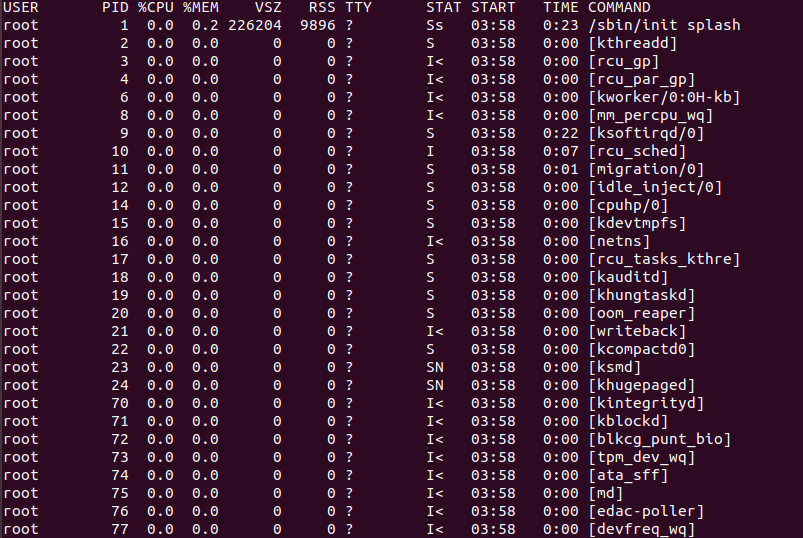 USER       PID %CPU %MEM    VSZ   RSS TTY      STAT START   TIME COMMAND
root         1  0.0  0.2 226204  9896 ?        Ss   03:58   0:23 /sbin/init splash
root         2  0.0  0.0      0     0 ?        S    03:58   0:00 [kthreadd]
root         3  0.0  0.0      0     0 ?        I<   03:58   0:00 [rcu_gp]
root         4  0.0  0.0      0     0 ?        I<   03:58   0:00 [rcu_par_gp]
root         6  0.0  0.0      0     0 ?        I<   03:58   0:00 [kworker/0:0H-kb]
root         8  0.0  0.0      0     0 ?        I<   03:58   0:00 [mm_percpu_wq]
root         9  0.0  0.0      0     0 ?        S    03:58   0:22 [ksoftirqd/0]
root        10  0.0  0.0      0     0 ?        I    03:58   0:07 [rcu_sched]
root        11  0.0  0.0      0     0 ?        S    03:58   0:01 [migration/0]
root        12  0.0  0.0      0     0 ?        S    03:58   0:00 [idle_inject/0]
root        14  0.0  0.0      0     0 ?        S    03:58   0:00 [cpuhp/0]
root        15  0.0  0.0      0     0 ?        S    03:58   0:00 [kdevtmpfs]
root        16  0.0  0.0      0     0 ?        I<   03:58   0:00 [netns]
root        17  0.0  0.0      0     0 ?        S    03:58   0:00 [rcu_tasks_kthre]
root        18  0.0  0.0      0     0 ?        S    03:58   0:00 [kauditd]
root        19  0.0  0.0      0     0 ?        S    03:58   0:00 [khungtaskd]
root        20  0.0  0.0      0     0 ?        S    03:58   0:00 [oom_reaper]
root        21  0.0  0.0      0     0 ?        I<   03:58   0:00 [writeback]
root        22  0.0  0.0      0     0 ?        S    03:58   0:00 [kcompactd0]
root        23  0.0  0.0      0     0 ?        SN   03:58   0:00 [ksmd]
root        24  0.0  0.0      0     0 ?        SN   03:58   0:00 [khugepaged]
root        70  0.0  0.0      0     0 ?        I<   03:58   0:00 [kintegrityd]
root        71  0.0  0.0      0     0 ?        I<   03:58   0:00 [kblockd]
root        72  0.0  0.0      0     0 ?        I<   03:58   0:00 [blkcg_punt_bio]
root        73  0.0  0.0      0     0 ?        I<   03:58   0:00 [tpm_dev_wq]
root        74  0.0  0.0      0     0 ?        I<   03:58   0:00 [ata_sff]
root        75  0.0  0.0      0     0 ?        I<   03:58   0:00 [md]
root        76  0.0  0.0      0     0 ?        I<   03:58   0:00 [edac-poller]
root        77  0.0  0.0      0     0 ?        I<   03:58   0:00 [devfreq_wq]